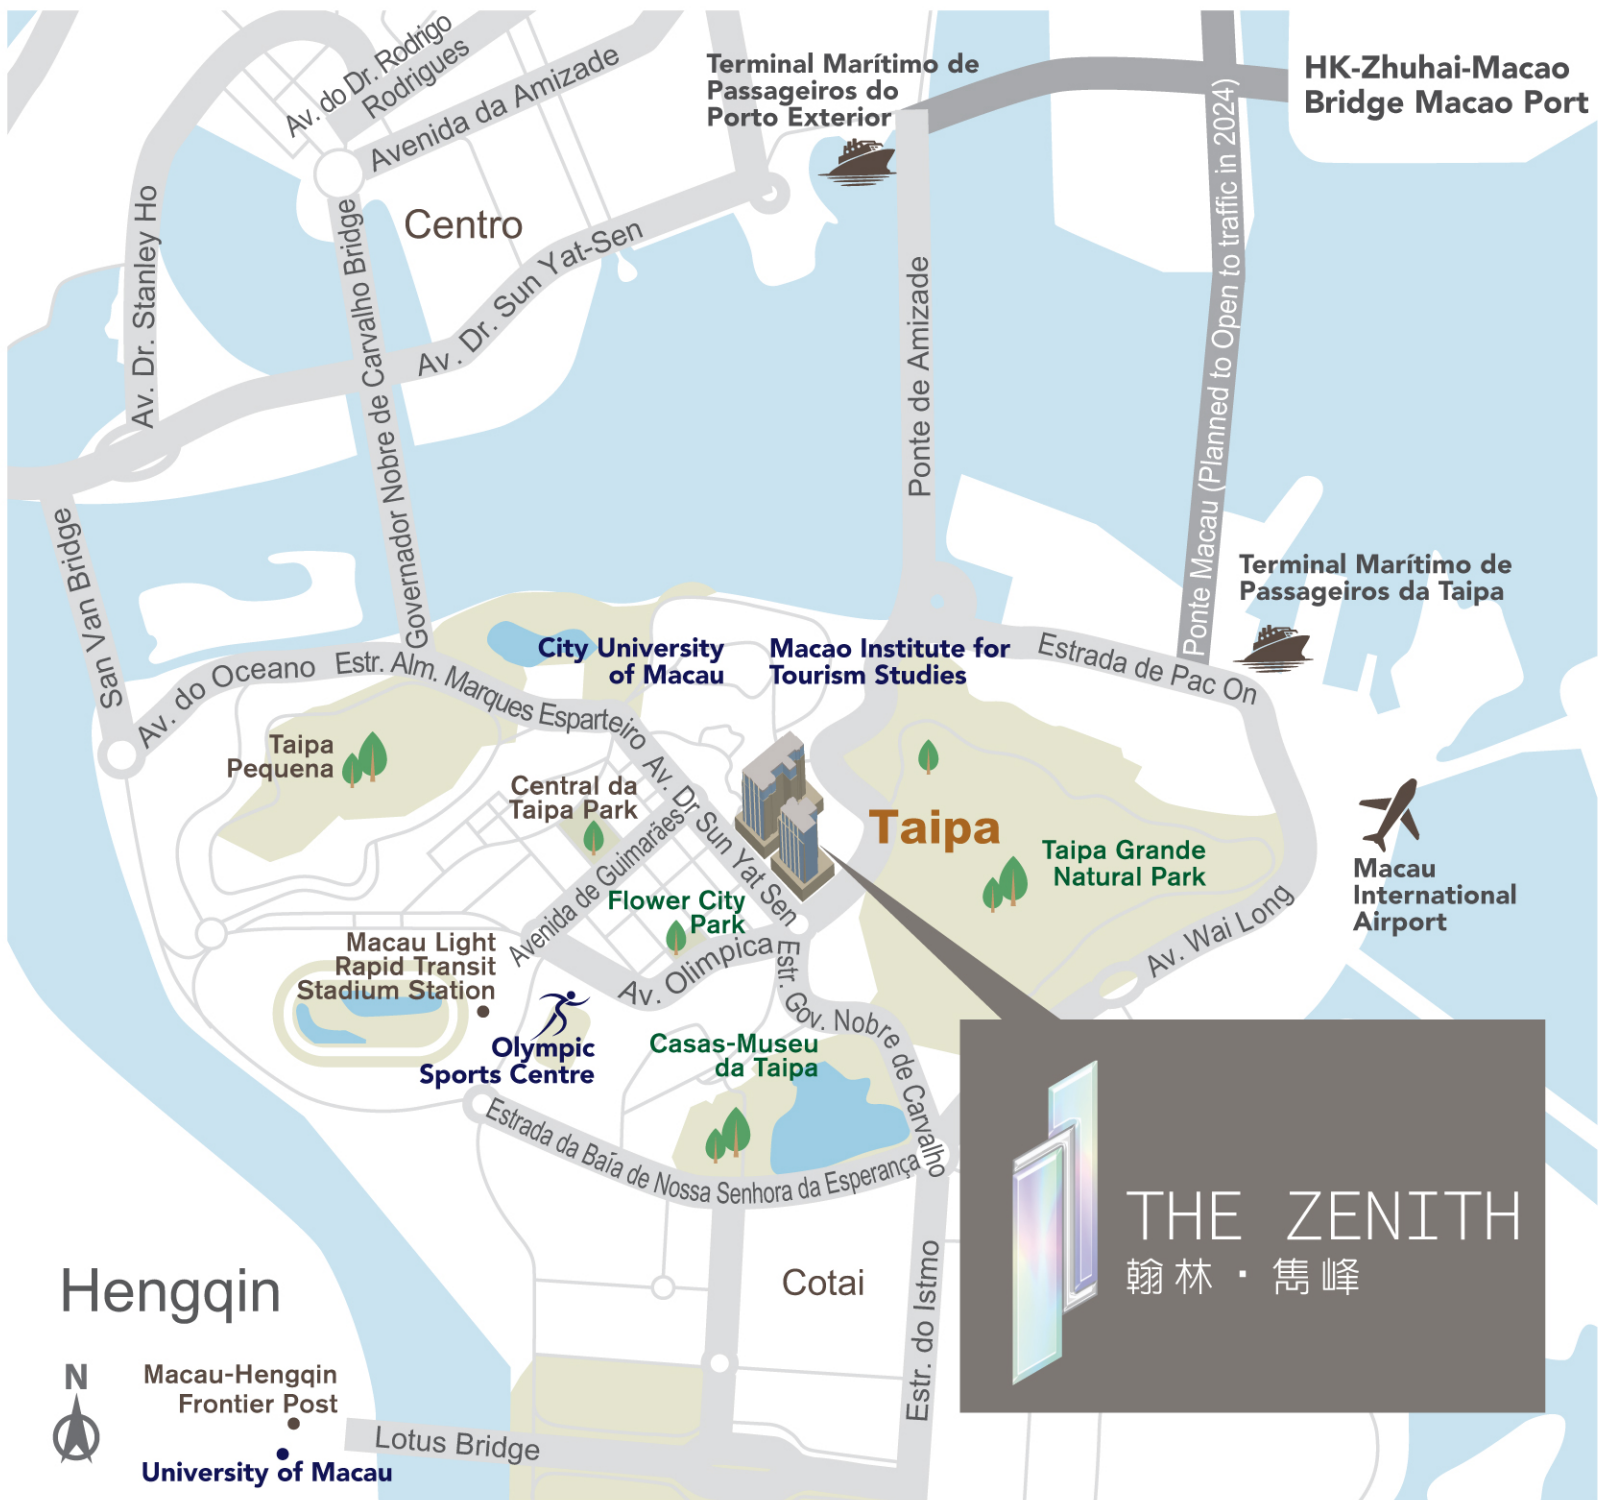 Av. do Dr. Rodrigo
Rodrigues
Avenida da Amizade
Terminal Marítimo de
Passageiros do
Porto Exterior
HK-Zhuhai-Macao
Bridge Macao Port
Centro
Av. Dr. Stanley Ho
Governador Nobre de Carvalho Bridge
Av. Dr. Sun Yat-Sen
Ponte de Amizade
Ponte Macau (Planned to Open to traffic in 2024)
San Van Bridge
Terminal Marítimo de
Passageiros da Taipa
Av. do Oceano
Estr. Alm. Marques Esparteiro
City University
of Macau
Macao Institute for
Tourism Studies
Estrada de Pac On
Taipa
Pequena
Central da
Taipa Park
Av. Dr Sun Yat Sen
Avenida de Guimarães
Taipa
Taipa Grande
Natural Park
Macau
International
Airport
Flower City
Park
Av. Olimpica
Av. Wai Long
Macau Light
Rapid Transit
Stadium Station
Olympic
Sports Centre
Casas-Museu
da Taipa
Estr. Gov. Nobre de Carvalho
Estrada da Baía de Nossa Senhora da Esperança
THE ZENITH
翰林·雋峰
Hengqin
Cotai
Estr. do Istmo
N
Macau-Hengqin
Frontier Post
University of Macau
Lotus Bridge